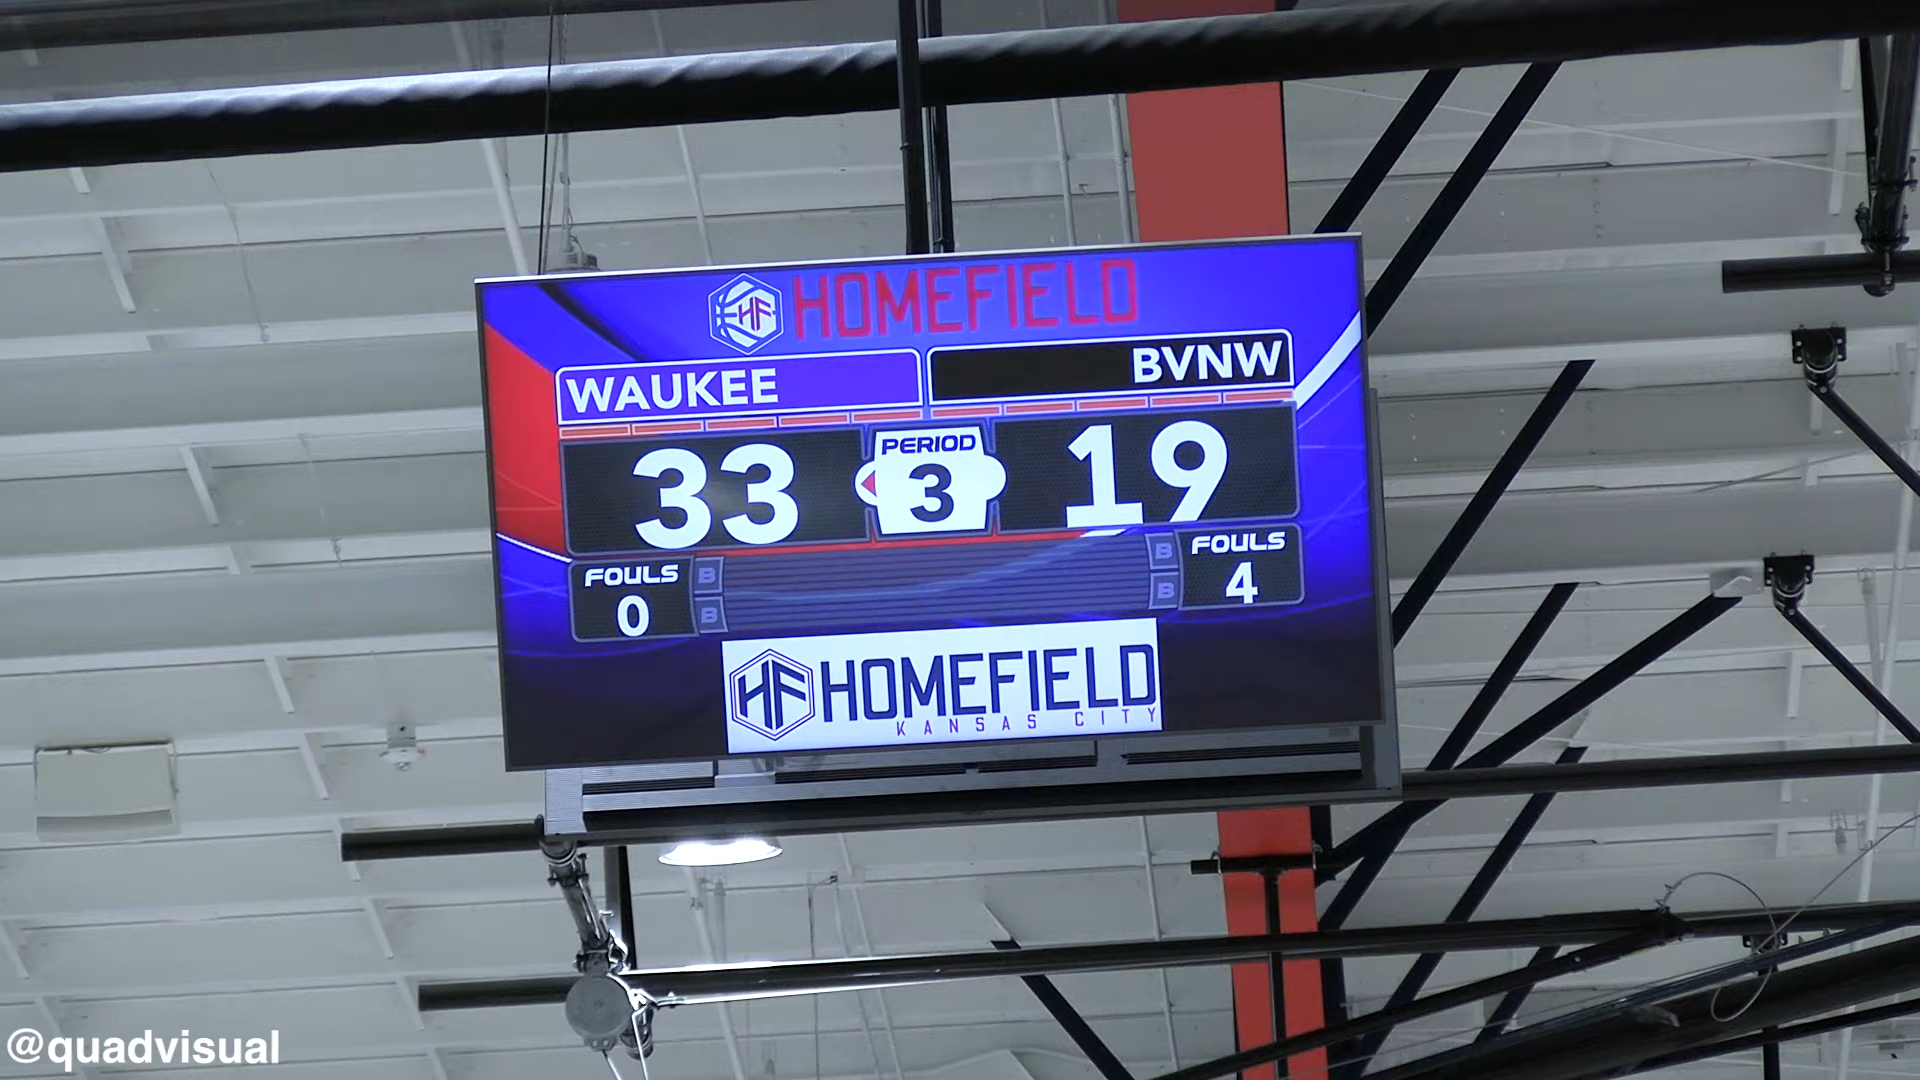 HF HOMEFIELD
WAUKEE BVNW
33 PERIOD 3 19
FOULS B B FOULS
0 B B 4
HF HOMEFIELD
KANSAS CITY
@quadvisual